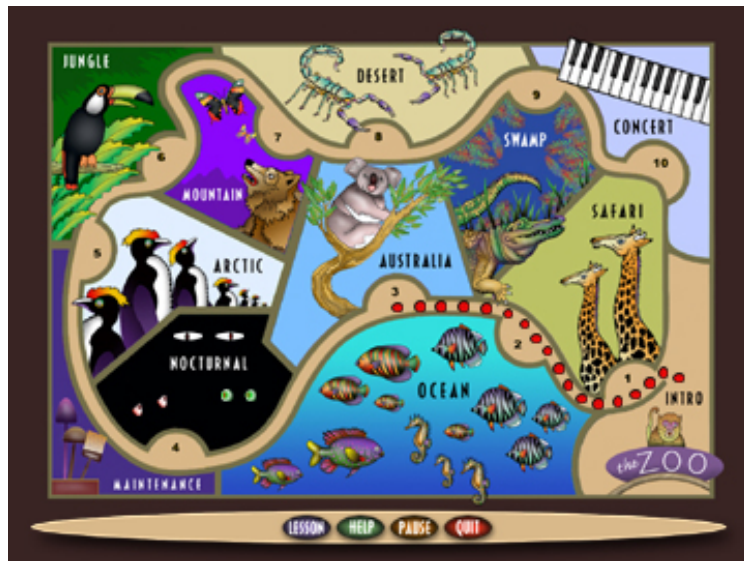 JUNGLE
DESERT
CONCERT
SWAMP
MOUNTAIN
SAFARI
ARCTIC
AUSTRALIA
NOCTURNAL
OCEAN
INTRO
MAINTENANCE
the ZOO
1
2
3
4
5
6
7
8
9
10
LESSON
HELP
PAUSE
QUIT